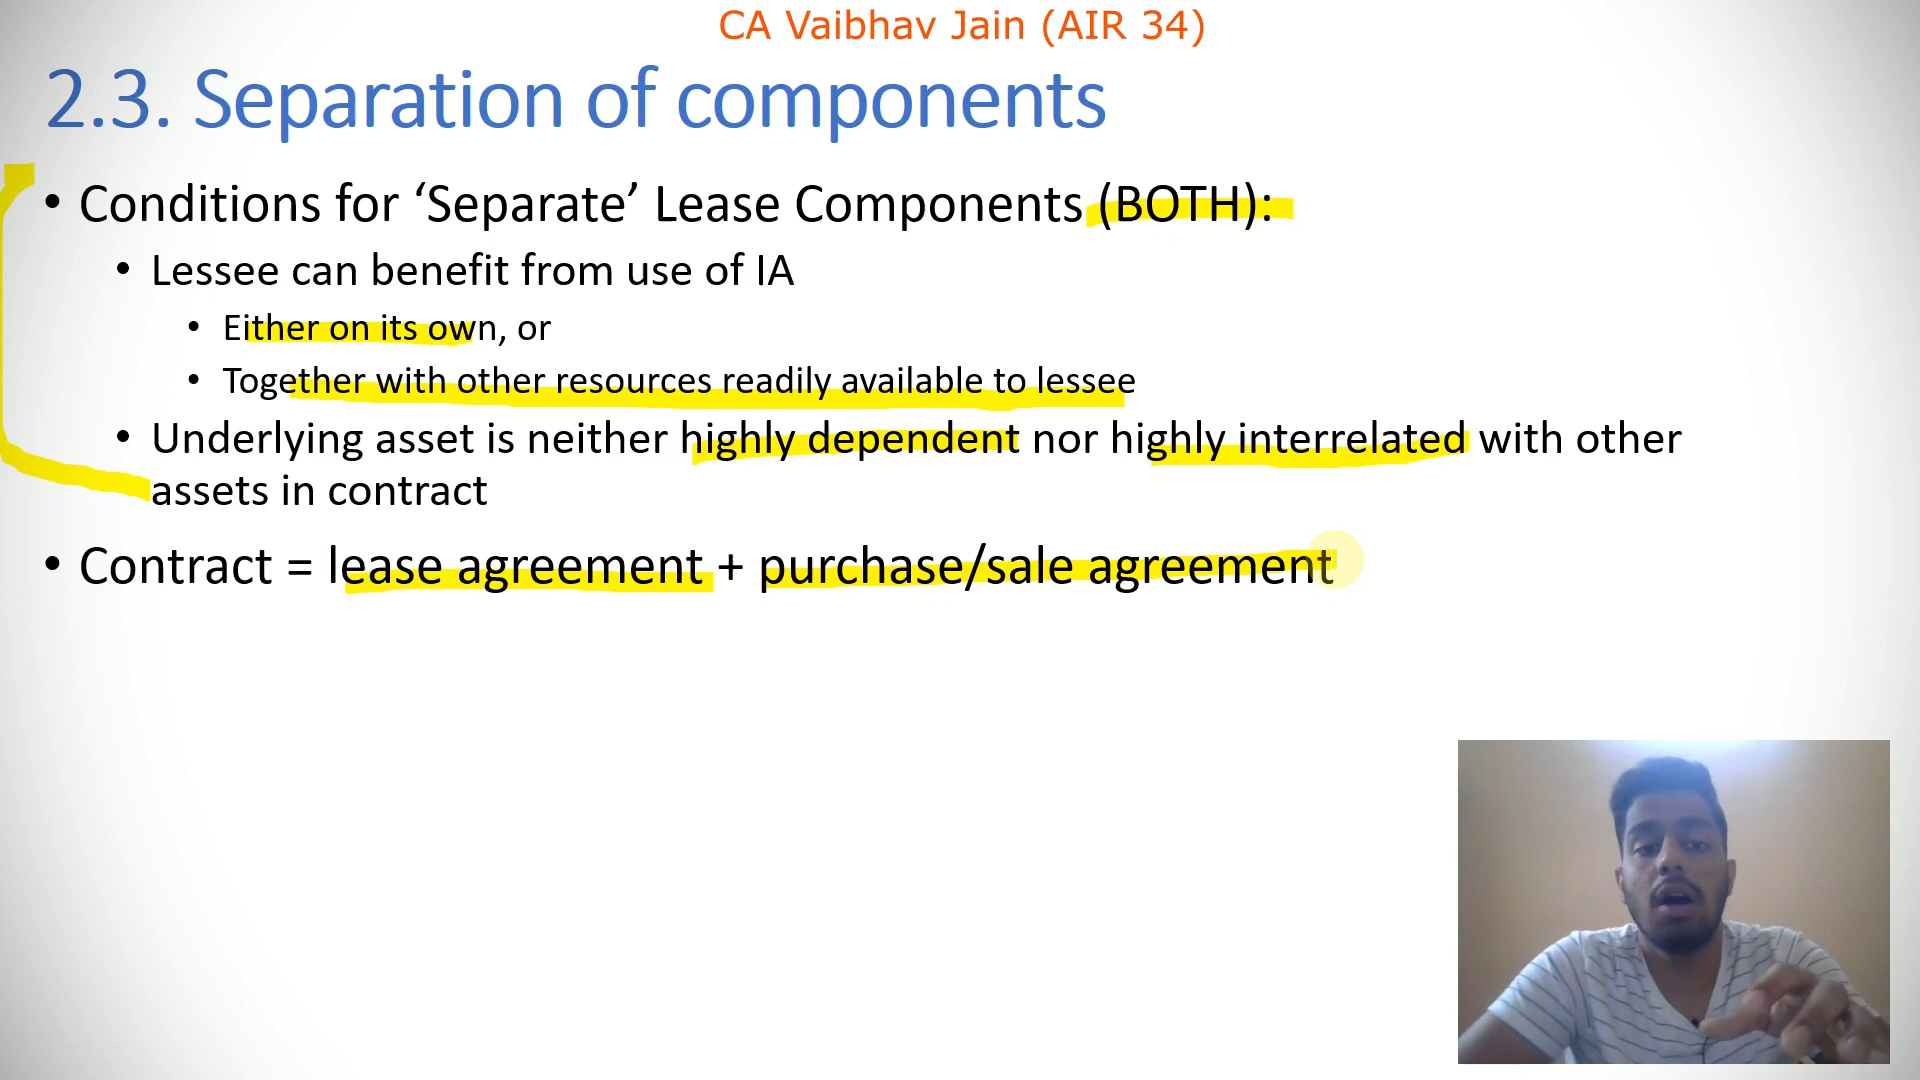 CA Vaibhav Jain (AIR 34)
2.3. Separation of components
• Conditions for ‘Separate’ Lease Components (BOTH):
• Lessee can benefit from use of IA
• Either on its own, or
• Together with other resources readily available to lessee
• Underlying asset is neither highly dependent nor highly interrelated with other
assets in contract
• Contract = lease agreement + purchase/sale agreement